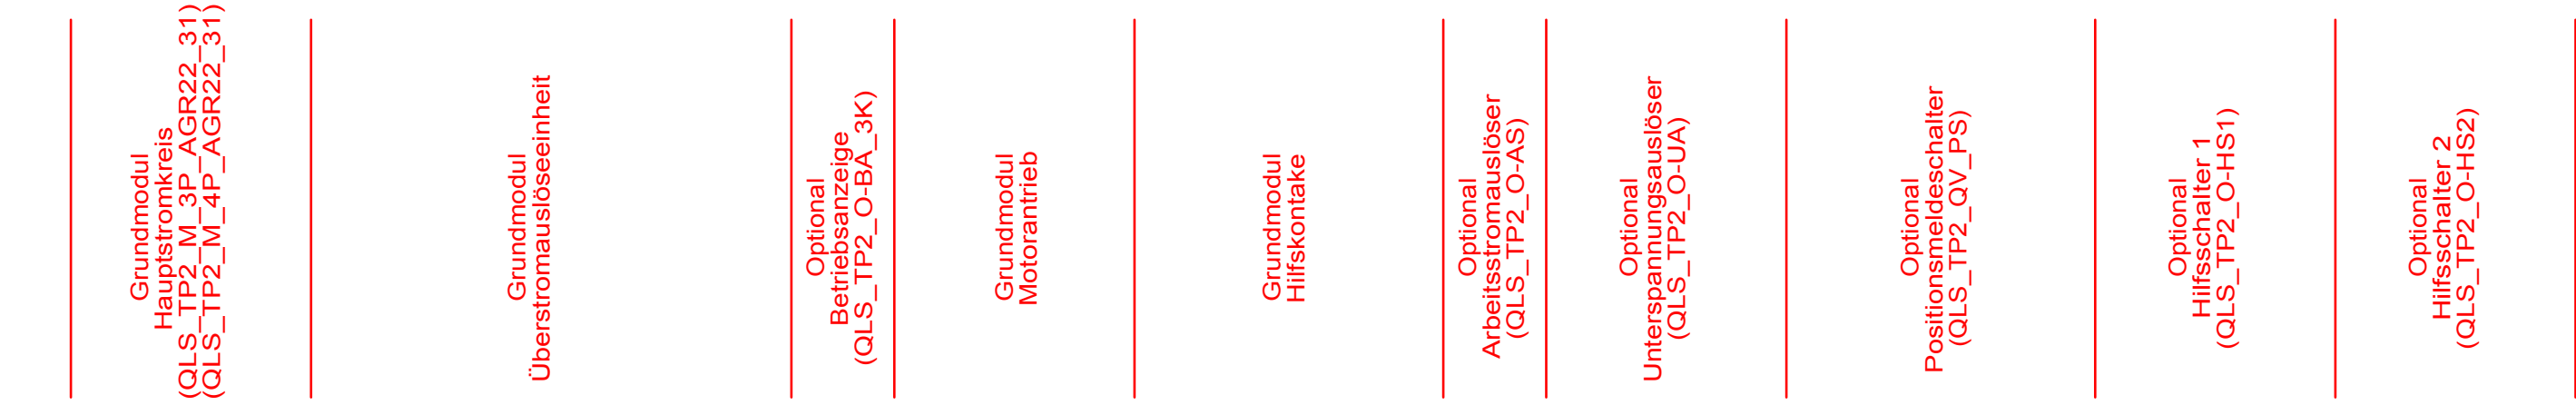 Grundmodul
Hauptstromkreis
(QLS_TP2_M_3P_AGR22_31)
(QLS_TP2_M_4P_AGR22_31)
Grundmodul
Überstromauslöseeinheit
Optional
Betriebsanzeige
(QLS_TP2_O-BA_3K)
Grundmodul
Motorantrieb
Grundmodul
Hilfskontake
Optional
Arbeitsstromauslöser
(QLS_TP2_O-AS)
Optional
Unterspannungsauslöser
(QLS_TP2_O-UA)
Optional
Positionsmeldeschalter
(QLS_TP2_QV_PS)
Optional
Hilfsschalter 1
(QLS_TP2_O-HS1)
Optional
Hilfsschalter 2
(QLS_TP2_O-HS2)